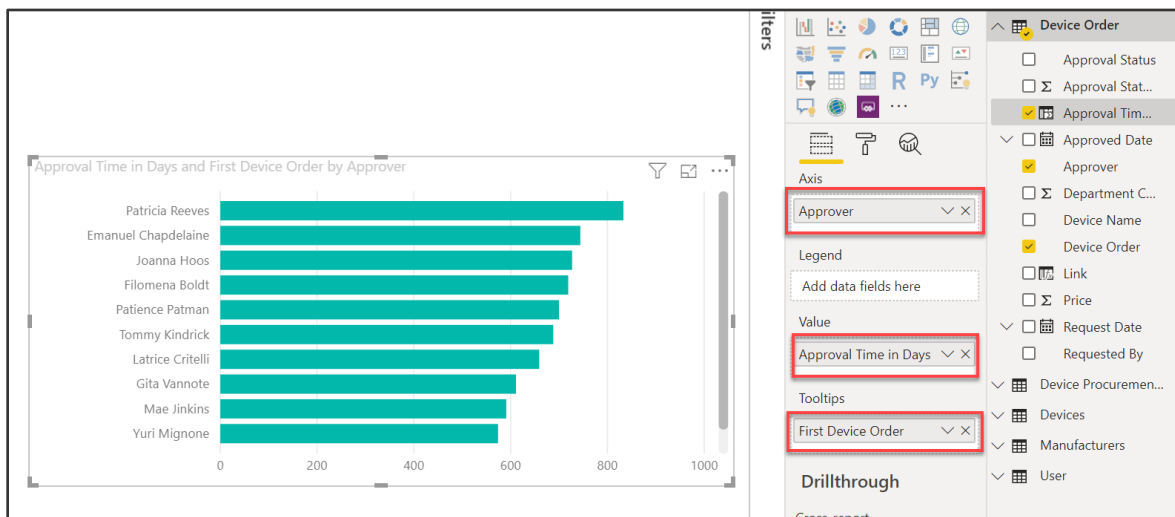 Filters
Approval Time in Days and First Device Order by Approver
Patricia Reeves
Emanuel Chapdelaine
Joanna Hoos
Filomena Boldt
Patience Patman
Tommy Kindrick
Latrice Critelli
Gita Vannote
Mae Jinkins
Yuri Mignone
0 200 400 600 800 1000
123
R Py
Axis
Approver
Legend
Add data fields here
Value
Approval Time in Days
Tooltips
First Device Order
Drillthrough
Cross-report
Device Order
Approval Status
Σ Approval Stat...
Approval Tim...
Approved Date
Approver
Σ Department C...
Device Name
Device Order
Link
Σ Price
Request Date
Requested By
Device Procuremen...
Devices
Manufacturers
User